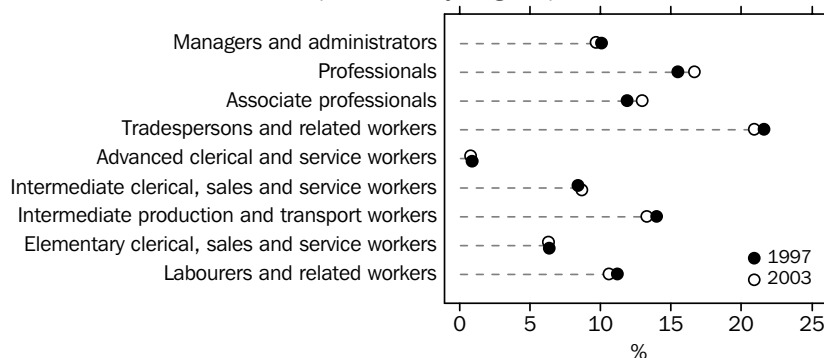 Managers and administrators
Professionals
Associate professionals
Tradespersons and related workers
Advanced clerical and service workers
Intermediate clerical, sales and service workers
Intermediate production and transport workers
Elementary clerical, sales and service workers
Labourers and related workers
1997
2003
0 5 10 15 20 25
%